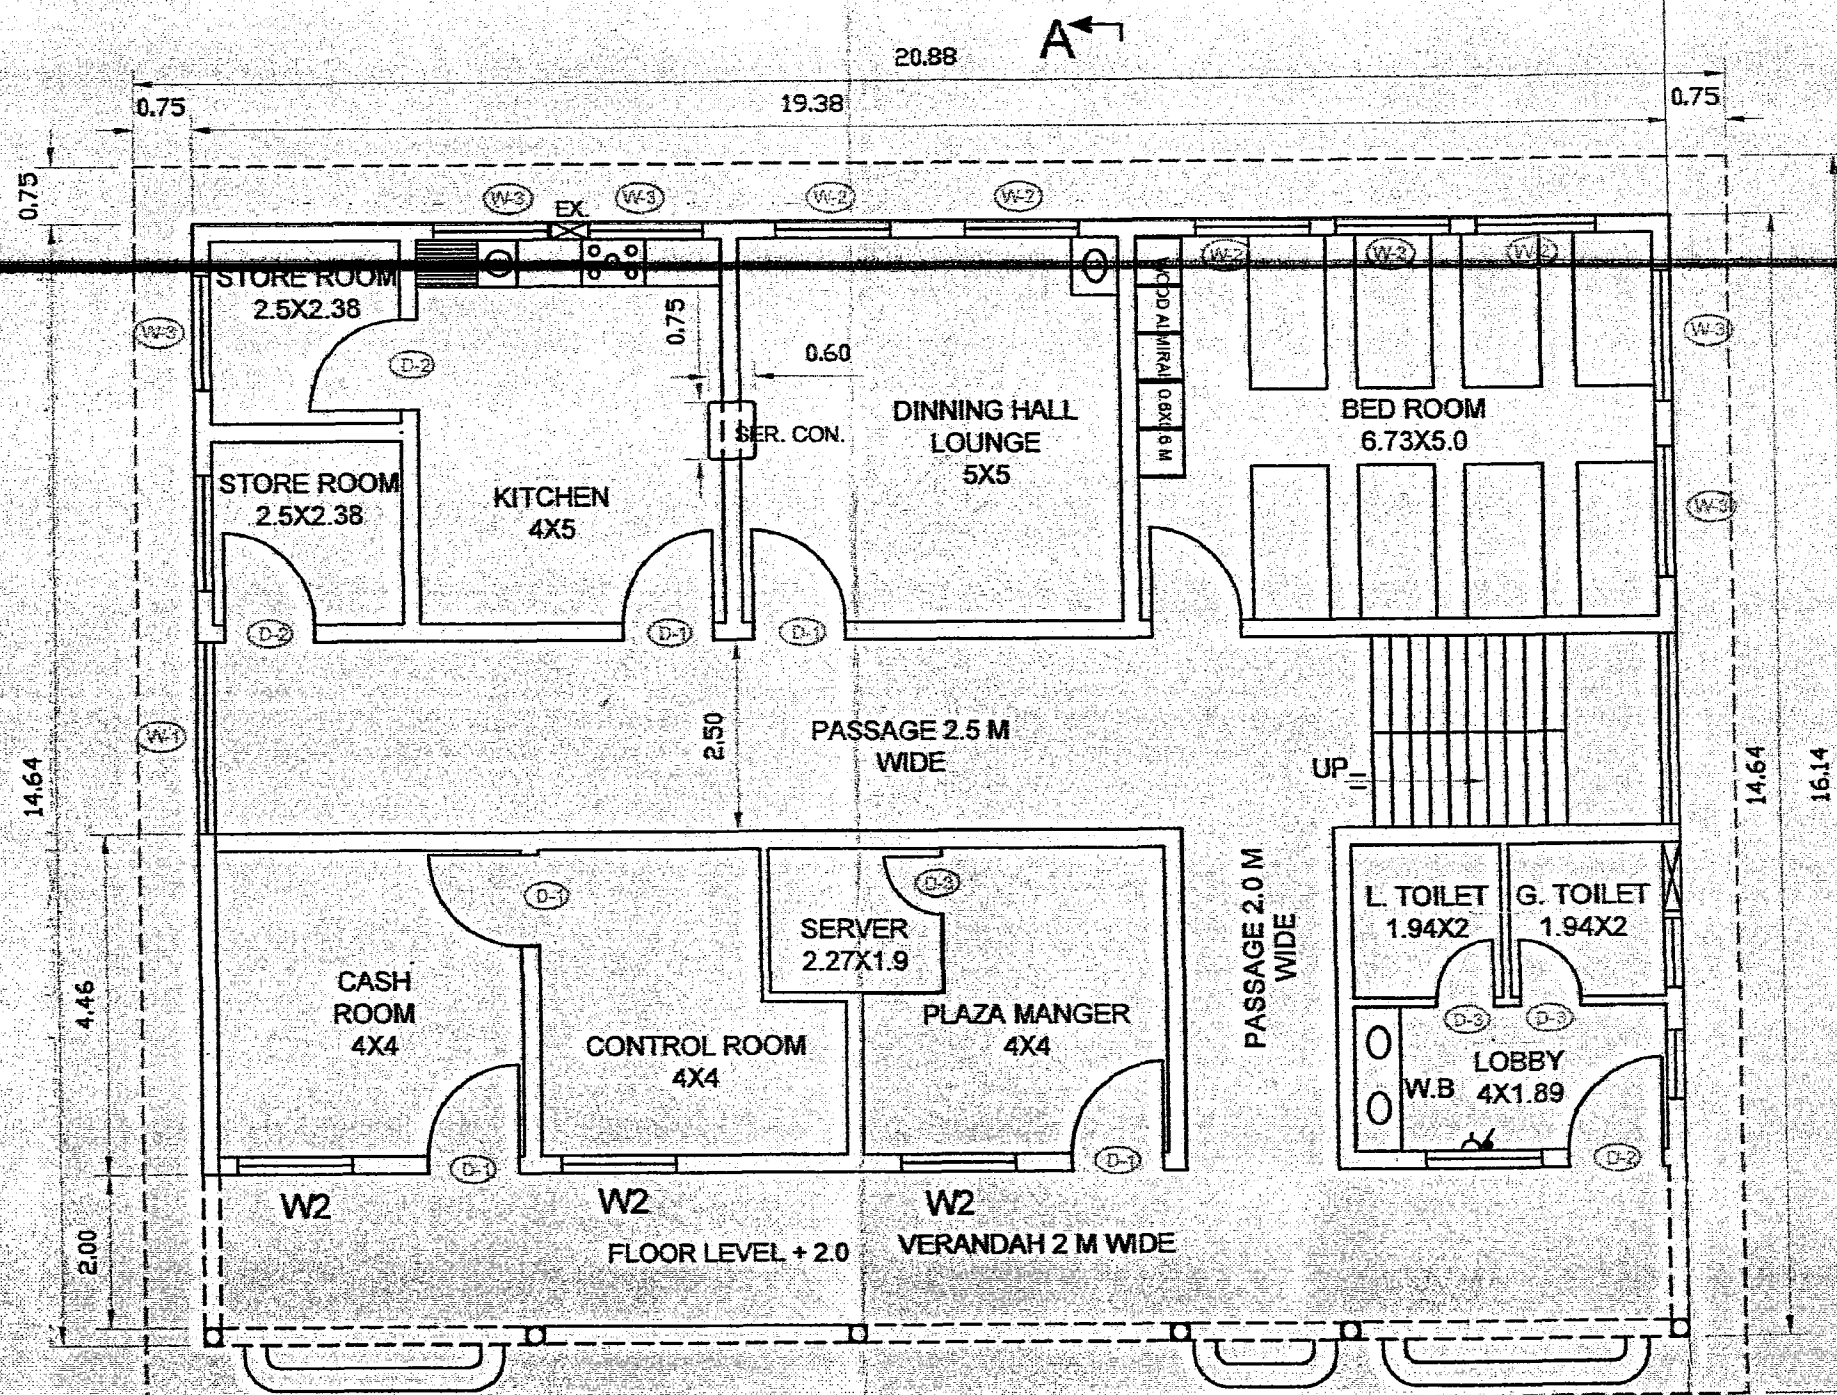 A
20.88
0.75
19.38
0.75
0.75
W-3
EX.
W-3
W-2
W-2
STORE ROOM
2.5X2.38
W-2
W-2
W-2
WOOD ALMIRAH 0.6X0.6 M
W-3
D-2
0.75
0.60
W-3
DINNING HALL
LOUNGE
5X5
BED ROOM
6.73X5.0
SER. CON.
STORE ROOM
2.5X2.38
KITCHEN
4X5
W-3
D-2
D-1
D-1
W-1
2.50
PASSAGE 2.5 M
WIDE
UP
14.64
14.64
16.14
PASSAGE 2.0 M
WIDE
D-1
L. TOILET
1.94X2
G. TOILET
1.94X2
SERVER
2.27X1.9
4.46
CASH
ROOM
4X4
CONTROL ROOM
4X4
PLAZA MANGER
4X4
D-3
D-3
LOBBY
4X1.89
W.B
D-1
D-1
D-2
W2
W2
W2
2.00
FLOOR LEVEL + 2.0
VERANDAH 2 M WIDE